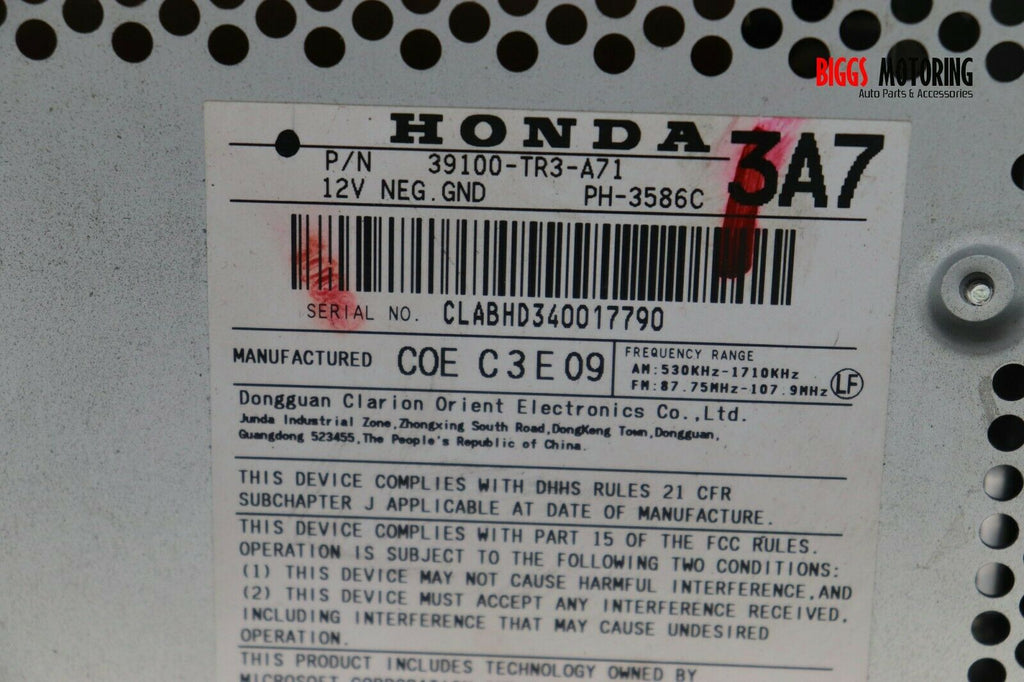 BIGGS MOTORING
Auto Parts & Accessories
HONDA 3A7
P/N 39100-TR3-A71
12V NEG.GND PH-3586C
SERIAL NO. CLABHD340017790
MANUFACTURED COE C3E09
FREQUENCY RANGE
AM:530KHz-1710KHz
FM:87.75MHz-107.9MHz LF
Dongguan Clarion Orient Electronics Co.,Ltd.
Junda Industrial Zone,Zhongxing South Road,DongKeng Town,Dongguan,
Guangdong 523455,The People's Republic of China.
THIS DEVICE COMPLIES WITH DHHS RULES 21 CFR
SUBCHAPTER J APPLICABLE AT DATE OF MANUFACTURE.
THIS DEVICE COMPLIES WITH PART 15 OF THE FCC RULES.
OPERATION IS SUBJECT TO THE FOLLOWING TWO CONDITIONS:
(1) THIS DEVICE MAY NOT CAUSE HARMFUL INTERFERENCE,AND
(2) THIS DEVICE MUST ACCEPT ANY INTERFERENCE RECEIVED,
INCLUDING INTERFERENCE THAT MAY CAUSE UNDESIRED
OPERATION.
THIS PRODUCT INCLUDES TECHNOLOGY OWNED BY
MICROSOFT CORPORATION